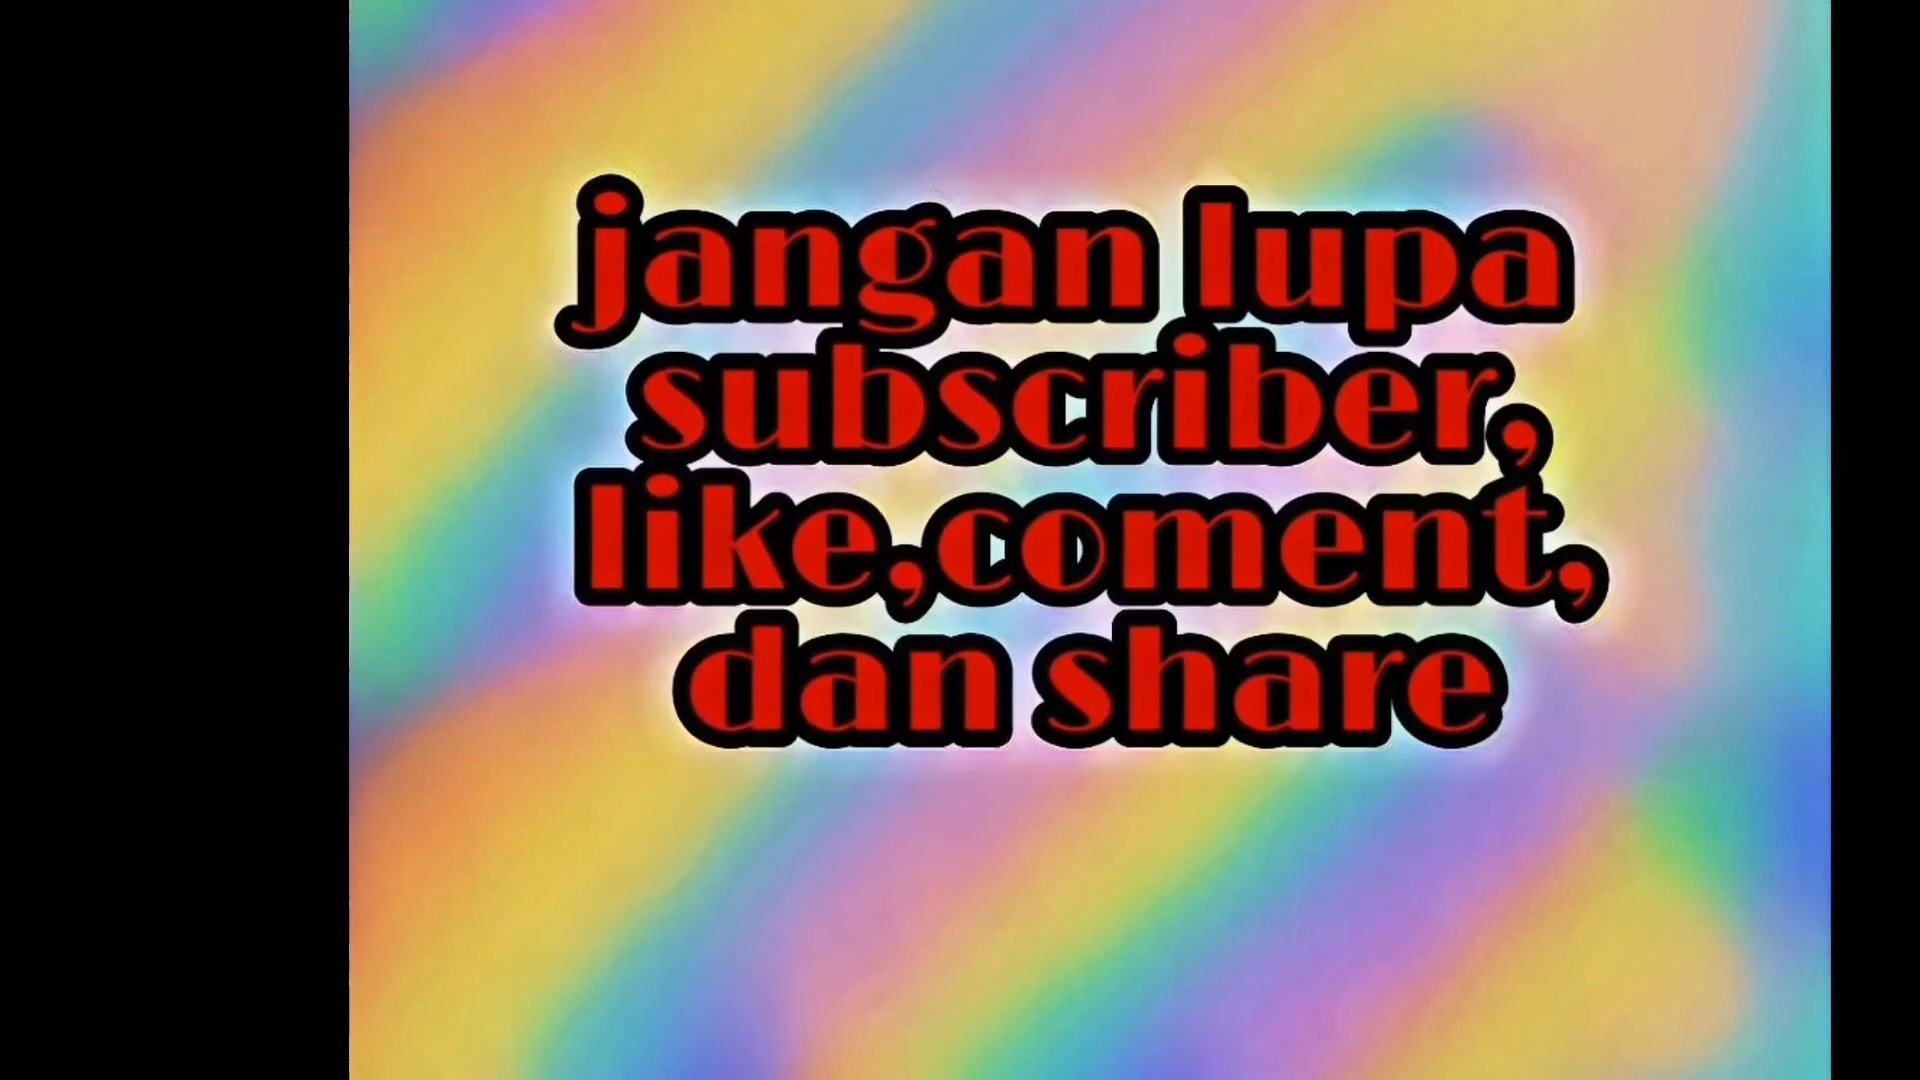 jangan lupa
subscriber,
like,coment,
dan share